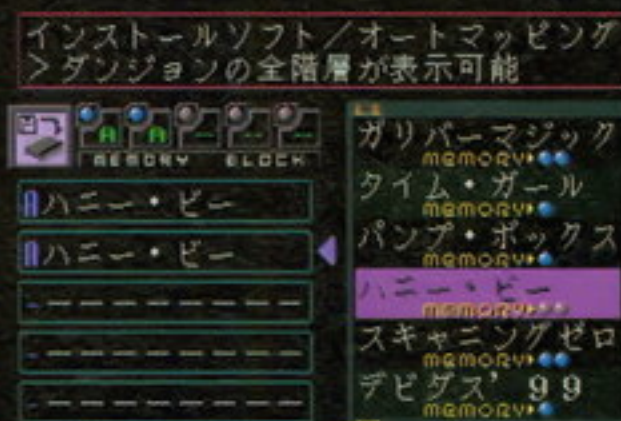 インストールソフト／オートマッピング
＞ダンジョンの全階層が表示可能
A A
MEMORY BLOCK
ハニー・ビー
ハニー・ビー
ガリバーマジック
MEMORY
タイム・ガール
MEMORY
パンプ・ボックス
MEMORY
ハニー・ビー
MEMORY
スキャニングゼロ
MEMORY
デビダス’９９
MEMORY